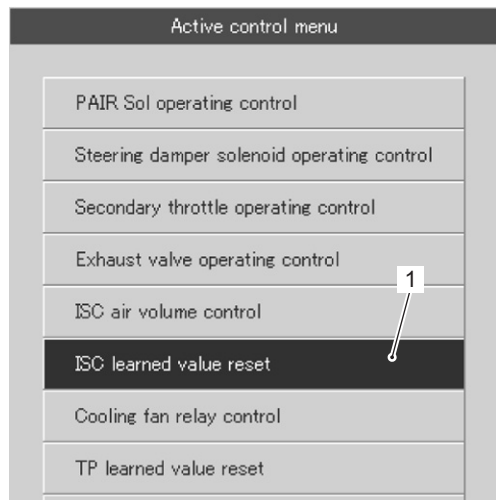 Active control menu
PAIR Sol operating control
Steering damper solenoid operating control
Secondary throttle operating control
Exhaust valve operating control
1
ISC air volume control
ISC learned value reset
Cooling fan relay control
TP learned value reset